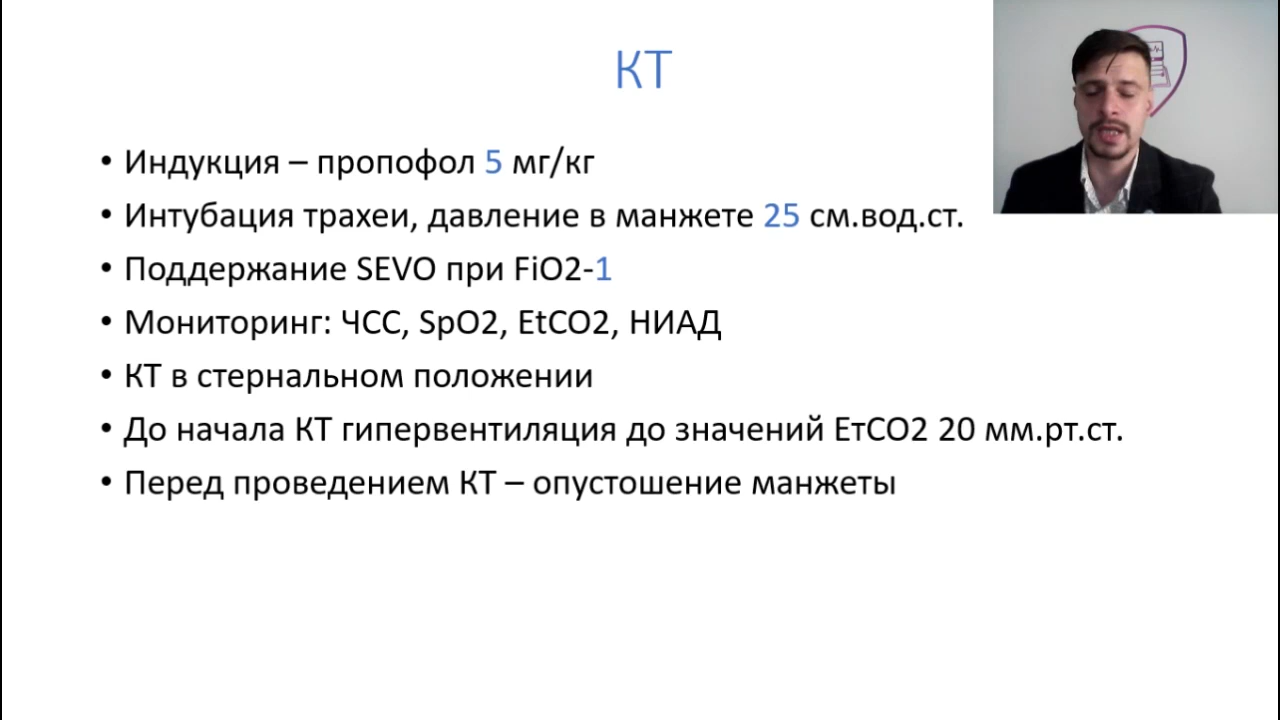 КТ
• Индукция – пропофол 5 мг/кг
• Интубация трахеи, давление в манжете 25 см.вод.ст.
• Поддержание SEVO при FiO2-1
• Мониторинг: ЧСС, SpO2, EtCO2, НИАД
• КТ в стернальном положении
• До начала КТ гипервентиляция до значений ЕтСО2 20 мм.рт.ст.
• Перед проведением КТ – опустошение манжеты